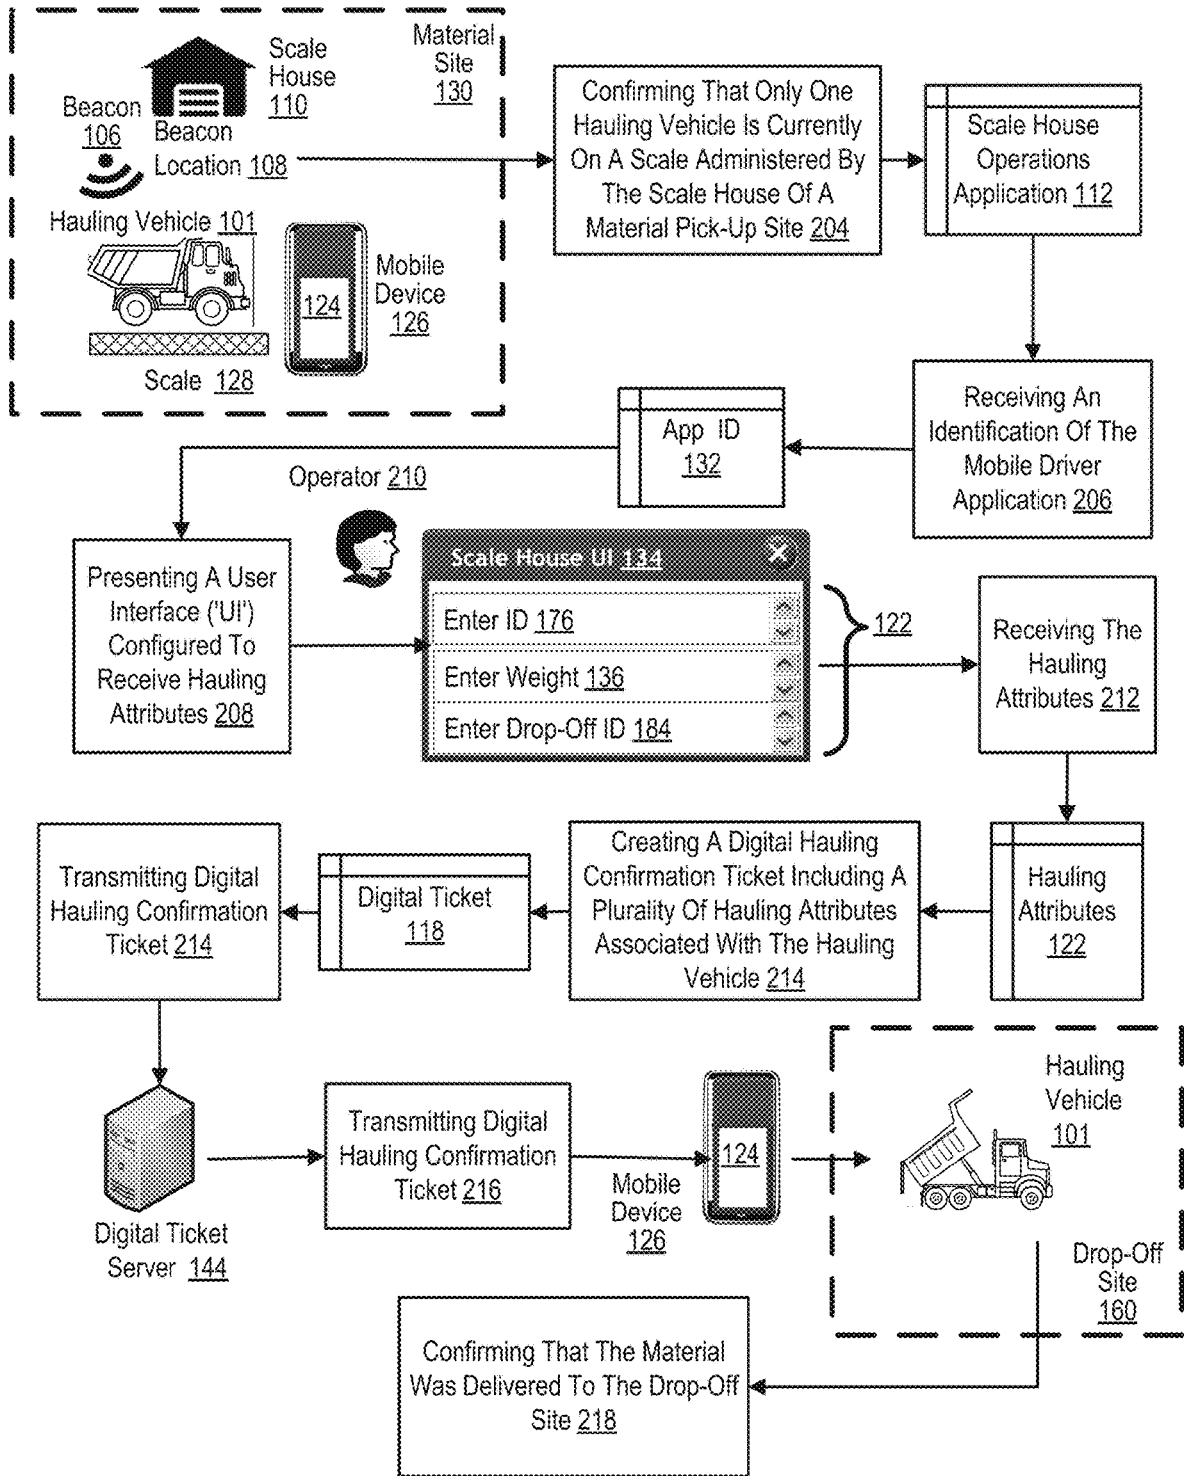 Material
Site
130
Scale
House
110
Beacon
106
Beacon
Location 108
Hauling Vehicle 101
124
Mobile
Device
126
Scale 128
Confirming That Only One
Hauling Vehicle Is Currently
On A Scale Administered By
The Scale House Of A
Material Pick-Up Site 204
Scale House
Operations
Application 112
Receiving An
Identification Of The
Mobile Driver
Application 206
App ID
132
Operator 210
Presenting A User
Interface ('UI')
Configured To
Receive Hauling
Attributes 208
Scale House UI 134
Enter ID 176
Enter Weight 136
Enter Drop-Off ID 184
122
Receiving The
Hauling
Attributes 212
Hauling
Attributes
122
Creating A Digital Hauling
Confirmation Ticket Including A
Plurality Of Hauling Attributes
Associated With The Hauling
Vehicle 214
Digital Ticket
118
Transmitting Digital
Hauling Confirmation
Ticket 214
Digital Ticket
Server 144
Transmitting Digital
Hauling Confirmation
Ticket 216
124
Mobile
Device
126
Hauling
Vehicle
101
Drop-Off
Site
160
Confirming That The Material
Was Delivered To The Drop-Off
Site 218